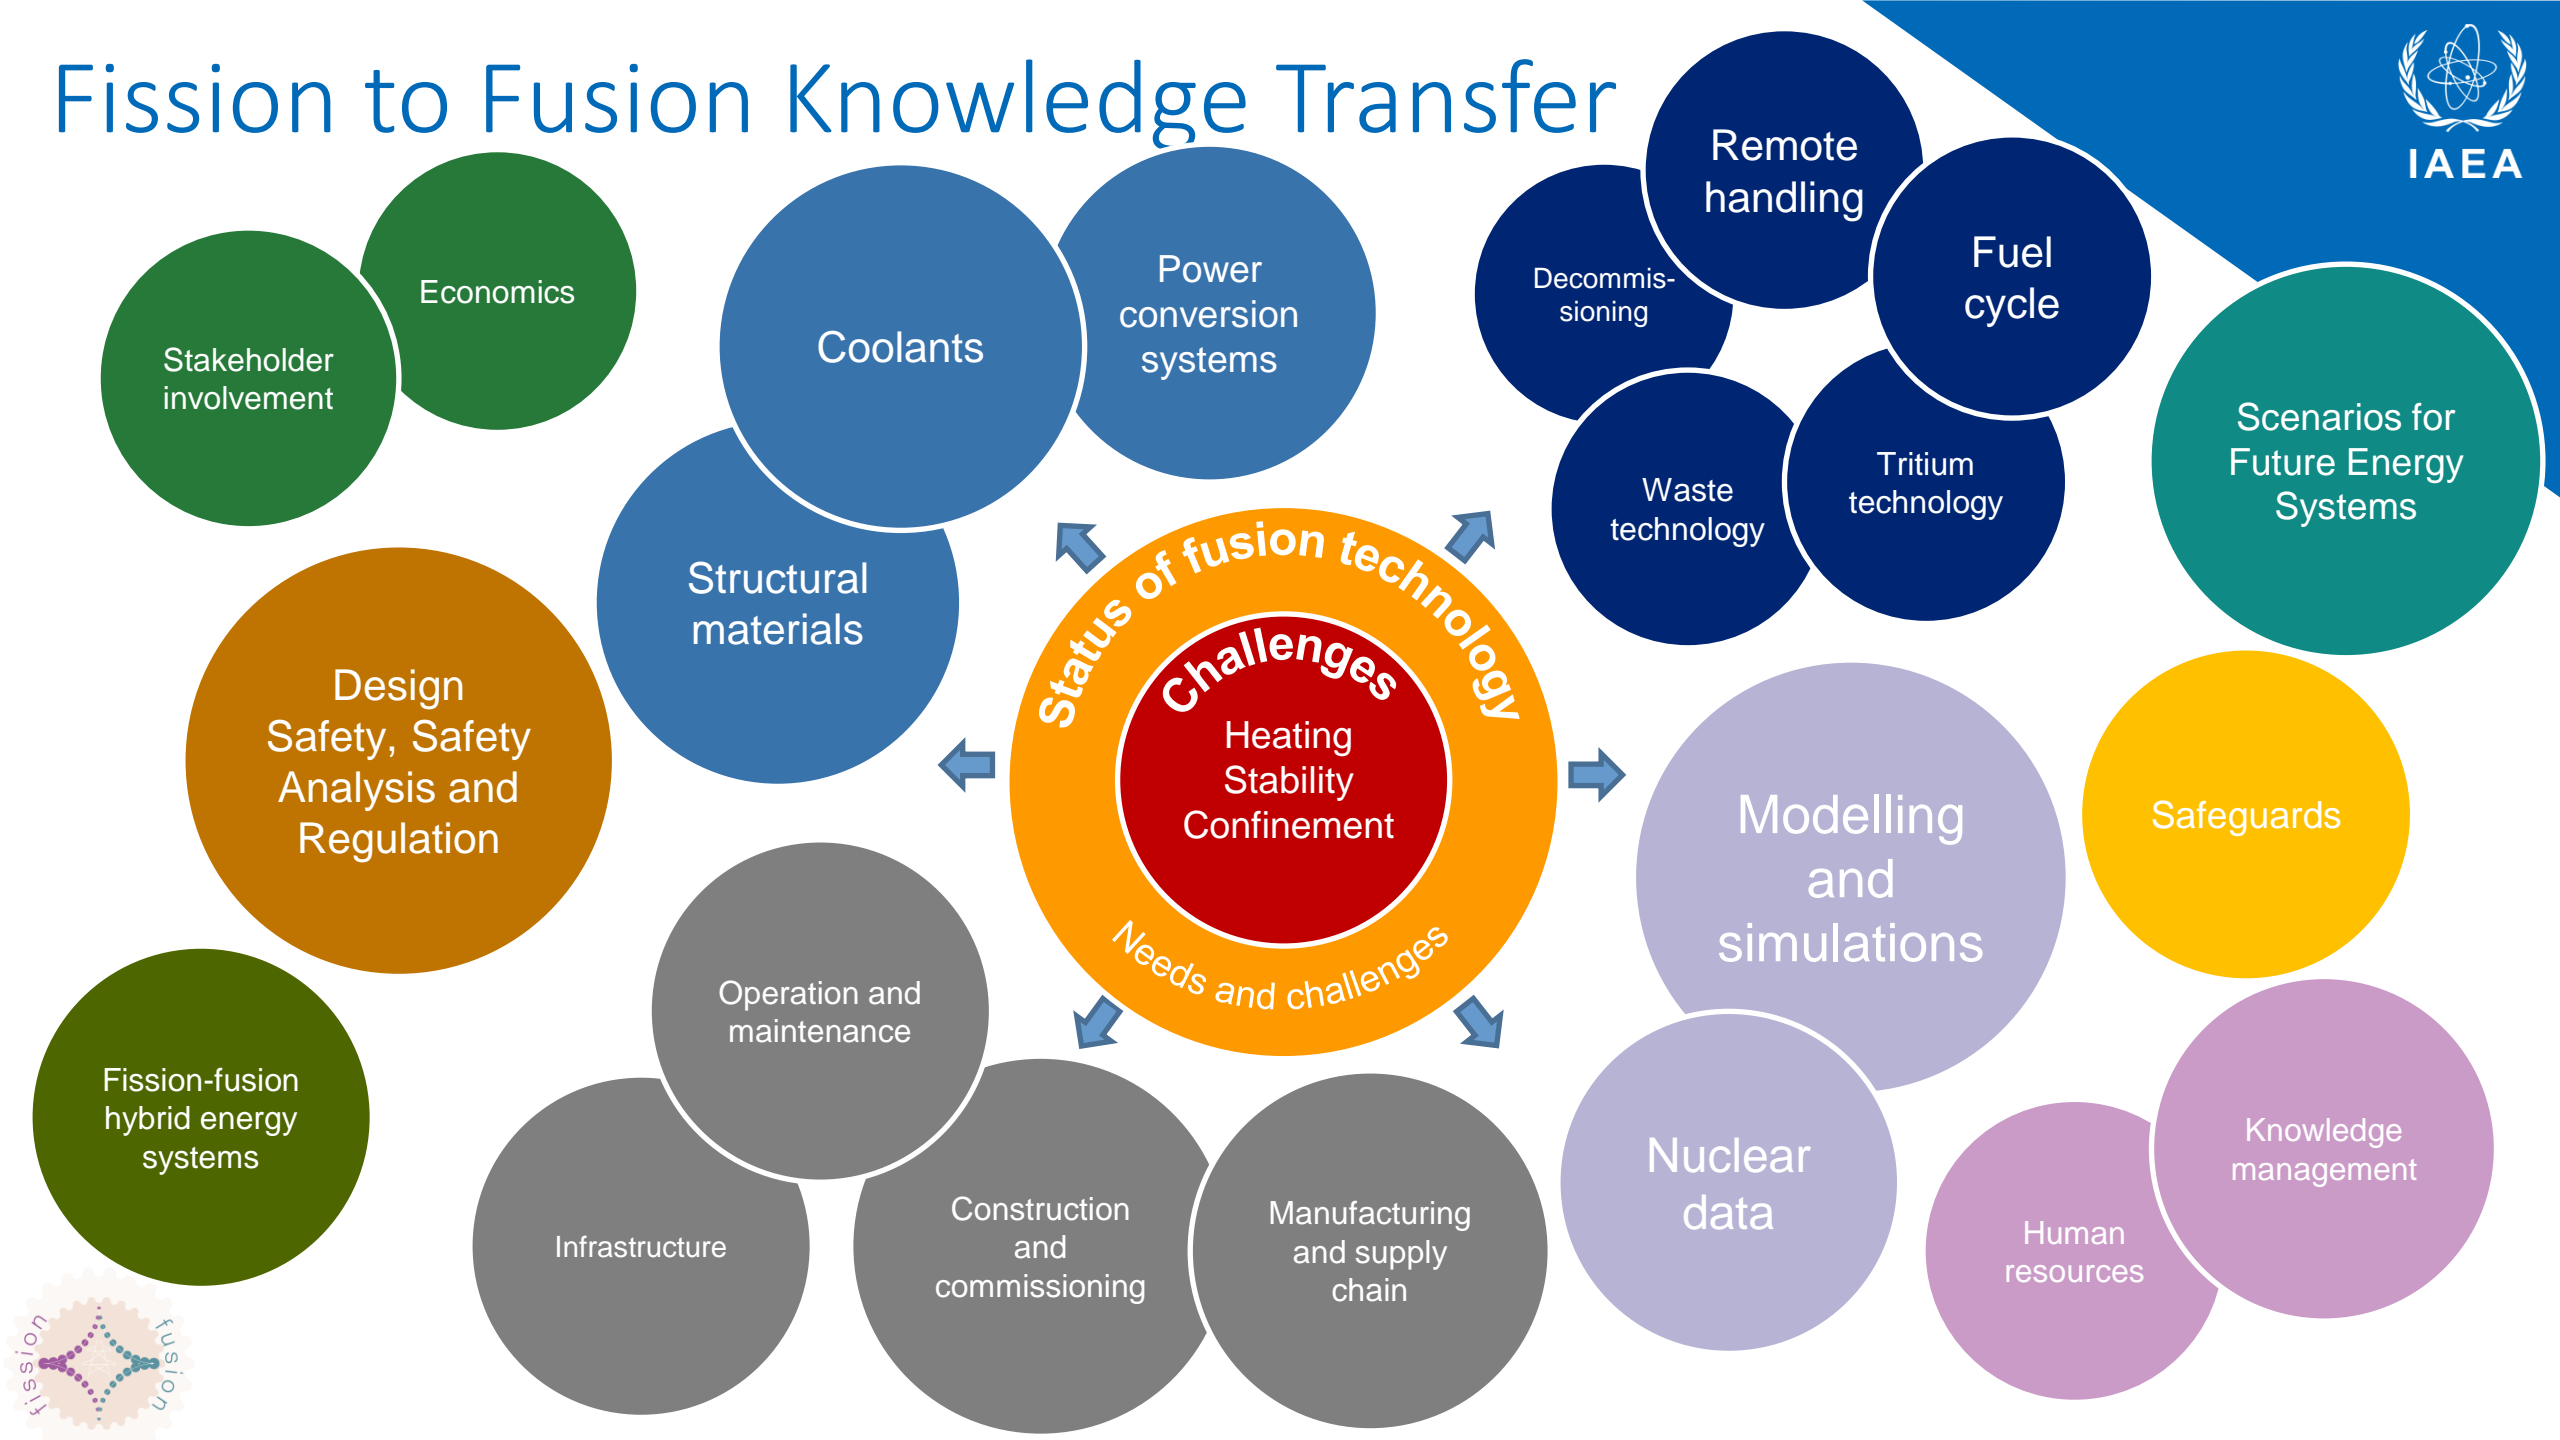 Fission to Fusion Knowledge Transfer
IAEA
Economics
Stakeholder
involvement
Coolants
Power
conversion
systems
Structural
materials
Remote
handling
Decommis-
sioning
Fuel
cycle
Waste
technology
Tritium
technology
Scenarios for
Future Energy
Systems
Design
Safety, Safety
Analysis and
Regulation
Status of fusion technology
Challenges
Heating
Stability
Confinement
Needs and challenges
Modelling
and
simulations
Safeguards
Fission-fusion
hybrid energy
systems
Operation and
maintenance
Infrastructure
Construction
and
commissioning
Manufacturing
and supply
chain
Nuclear
data
Knowledge
management
Human
resources
fission
fusion